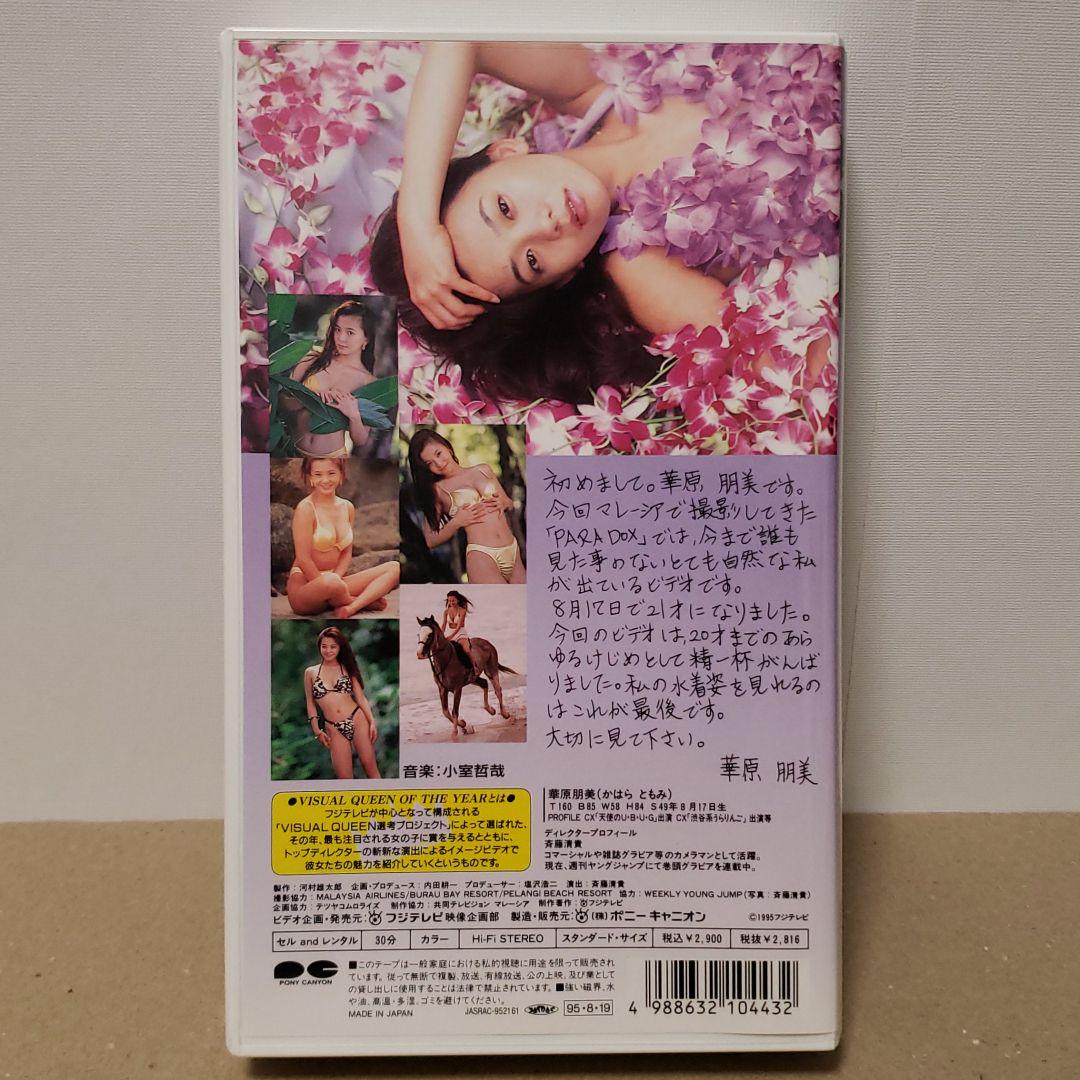 初めまして。華原 朋美です。
今回マレーシアで撮影してきた
「PARADOX」では、今まで誰も
見た事のないとても自然な私
が出ているビデオです。
8月17日で21才になりました。
今回のビデオは、20才までのあら
ゆるけじめとして精一杯がんば
りました。私の水着姿を見れるの
はこれが最後です。
大切に見て下さい。
華原 朋美
音楽:小室哲哉
●VISUAL QUEEN OF THE YEARとは●
フジテレビが中心となって構成される
「VISUAL QUEEN選考プロジェクト」によって選ばれた、
その年、最も注目される女の子に賞を与えるとともに、
トップディレクターの斬新な演出によるイメージビデオで
彼女たちの魅力を紹介していくというものです。
華原朋美(かはら ともみ)
T160 B85 W58 H84 S49年8月17日生
PROFILE CX「天使のU・B・U・G」出演 CX「渋谷系うらりんご」出演等
ディレクタープロフィール
斉藤清貴
コマーシャルや雑誌グラビア等のカメラマンとして活躍。
現在、週刊ヤングジャンプにて巻頭グラビアを連載中。
製作:河村雄太郎 企画・プロデュース:内田耕一 プロデューサー:塩沢浩二 演出:斉藤清貴
撮影協力:MALAYSIA AIRLINES/BURAU BAY RESORT/PELANGI BEACH RESORT 協力:WEEKLY YOUNG JUMP(写真:斉藤清貴)
企画協力:テツヤコムロライズ 制作協力:共同テレビジョン マレーシア 制作著作:フジテレビ
ビデオ企画・発売元:フジテレビ映像企画部 製造・販売元:(株)ポニーキャニオン ©1995フジテレビ
セル and レンタル 30分 カラー Hi-Fi STEREO スタンダード・サイズ 税込¥2,900 税抜¥2,816
PONY CANYON
■このテープは一般家庭における私的視聴に用途を限って販売され
ています。従って無断で複製、放送、有線放送、公の上映、及び業として
の貸し出しに使用することは法律で禁止されています。■強い磁界、水
や油、高温・多湿、ゴミを避けてください。
MADE IN JAPAN JASRAC-952161 95・8・19
4 988632 104432